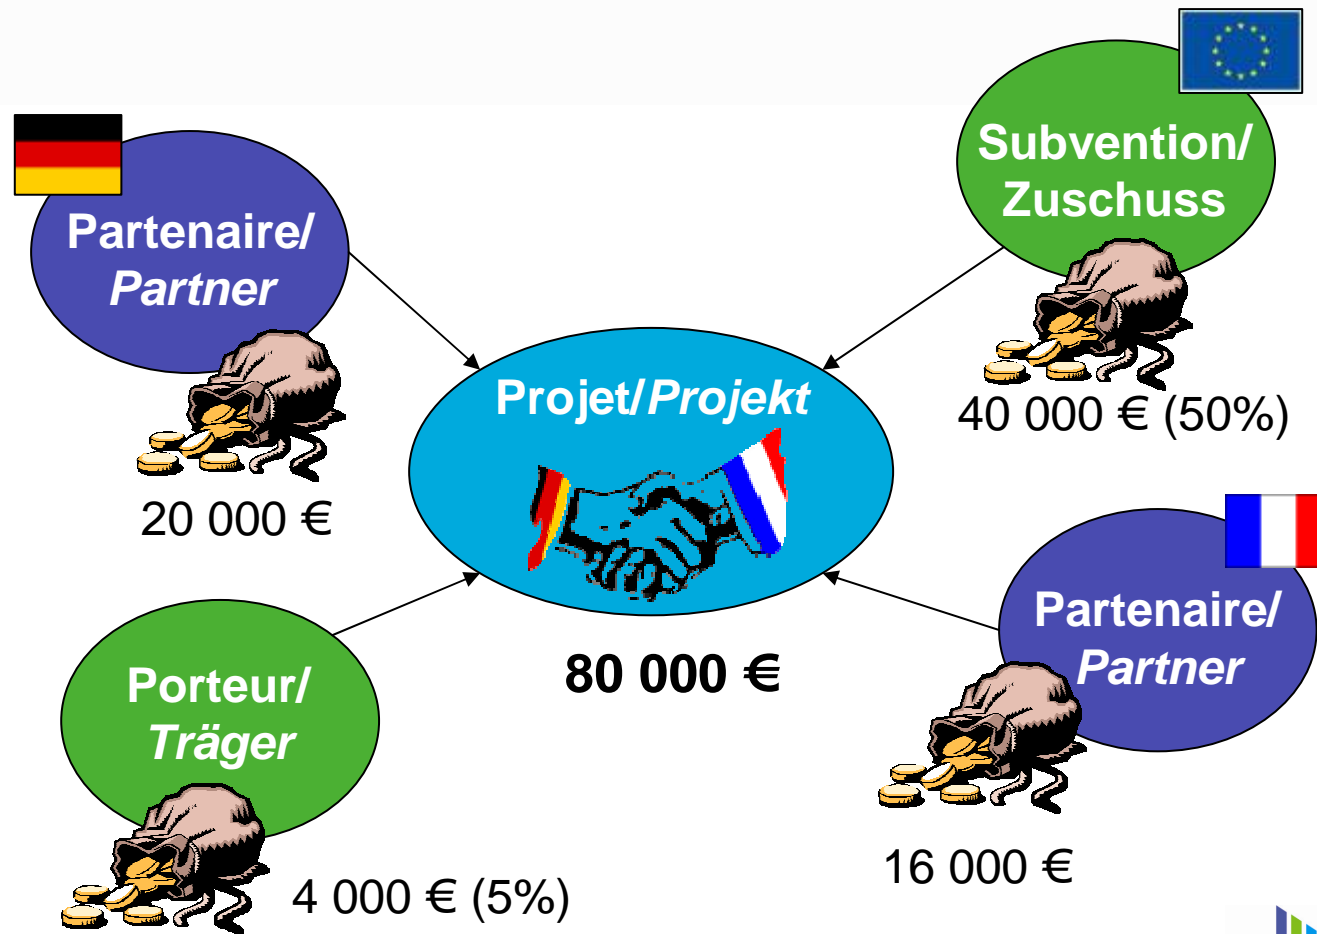 Subvention/
Zuschuss
40 000 € (50%)
Partenaire/
Partner
20 000 €
Projet/Projekt
80 000 €
Partenaire/
Partner
16 000 €
Porteur/
Träger
4 000 € (5%)